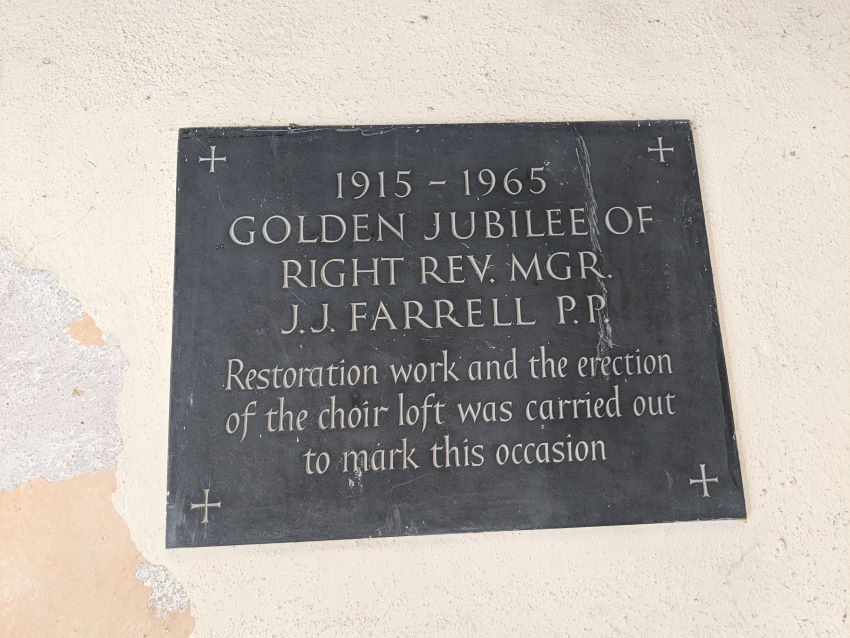 1915 – 1965
GOLDEN JUBILEE OF
RIGHT REV. MGR.
J.J. FARRELL P.P
Restoration work and the erection
of the choir loft was carried out
to mark this occasion